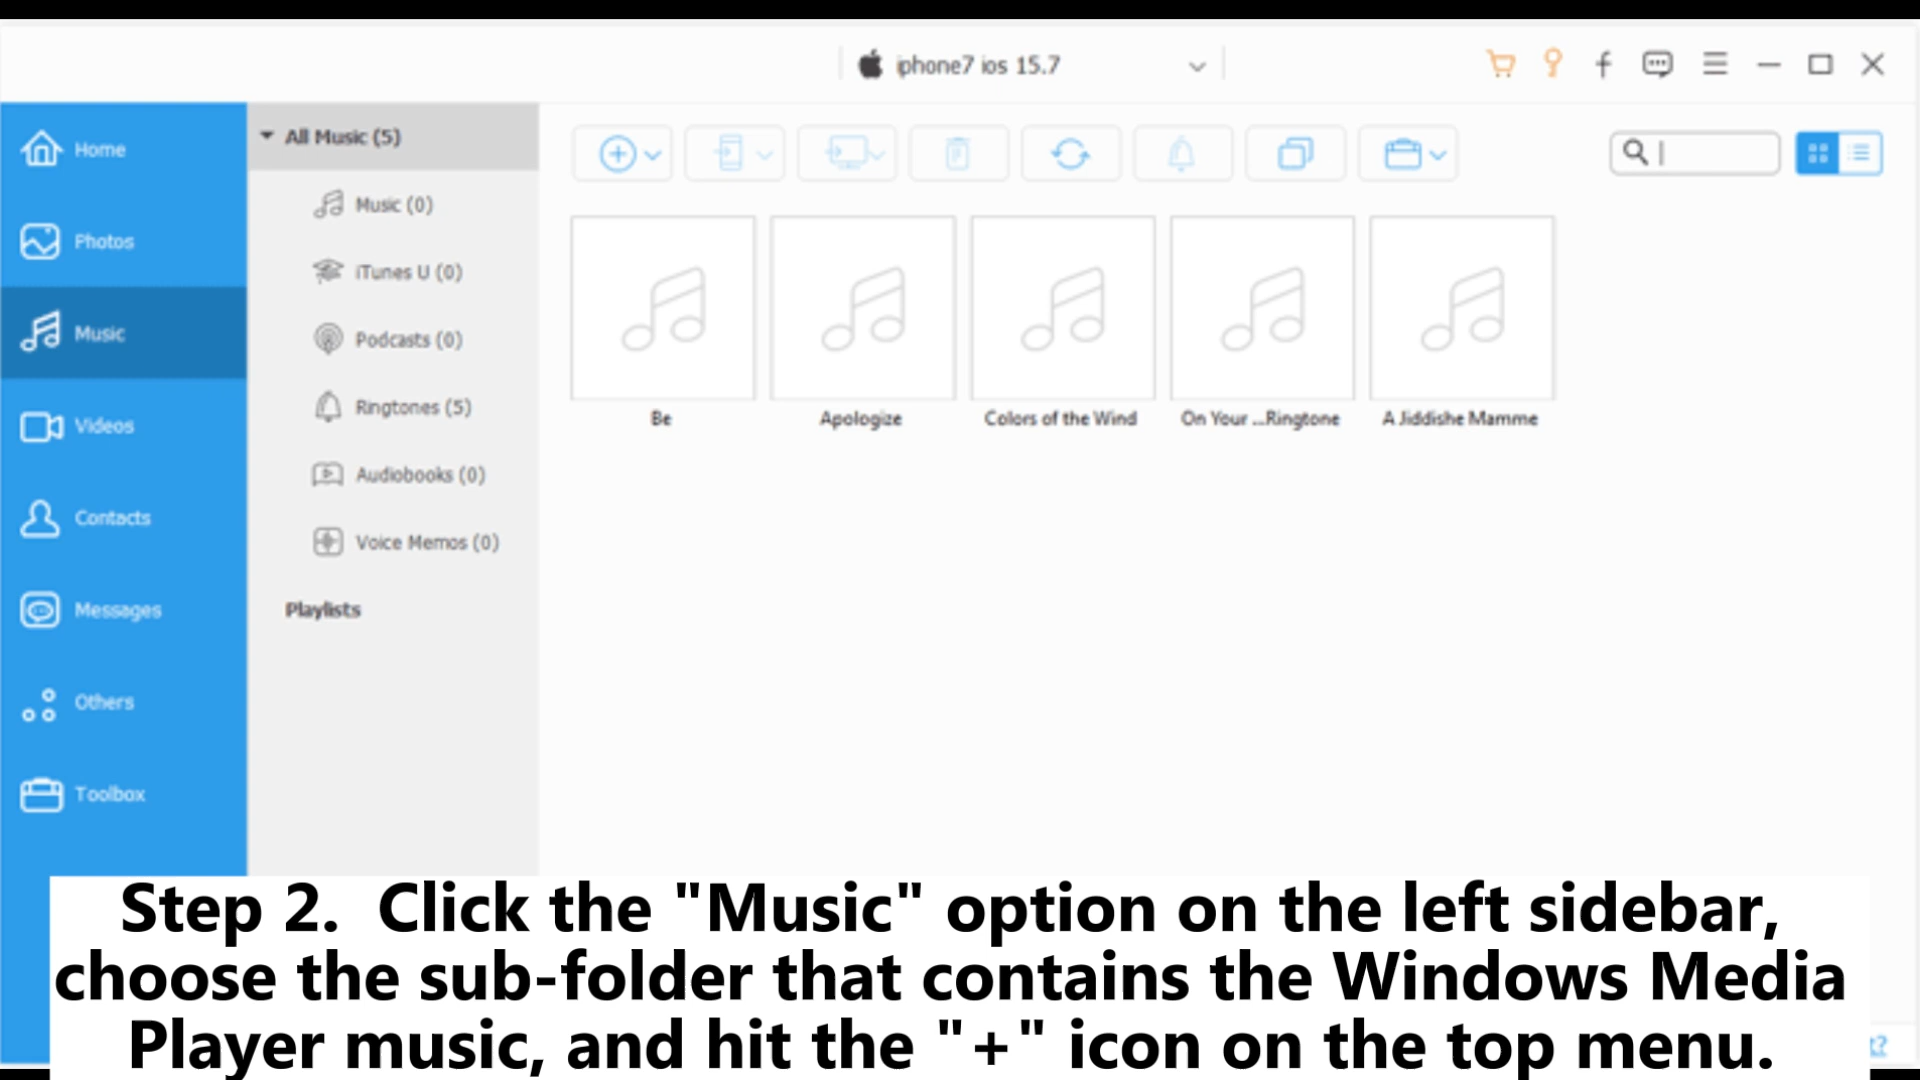 iphone7 ios 15.7
Home
Photos
Music
Videos
Contacts
Messages
Others
Toolbox
All Music (5)
Music (0)
iTunes U (0)
Podcasts (0)
Ringtones (5)
Audiobooks (0)
Voice Memos (0)
Playlists
Be
Apologize
Colors of the Wind
On Your ...Ringtone
A Jiddishe Mamme
Step 2.  Click the "Music" option on the left sidebar,
choose the sub-folder that contains the Windows Media
Player music, and hit the "+" icon on the top menu.